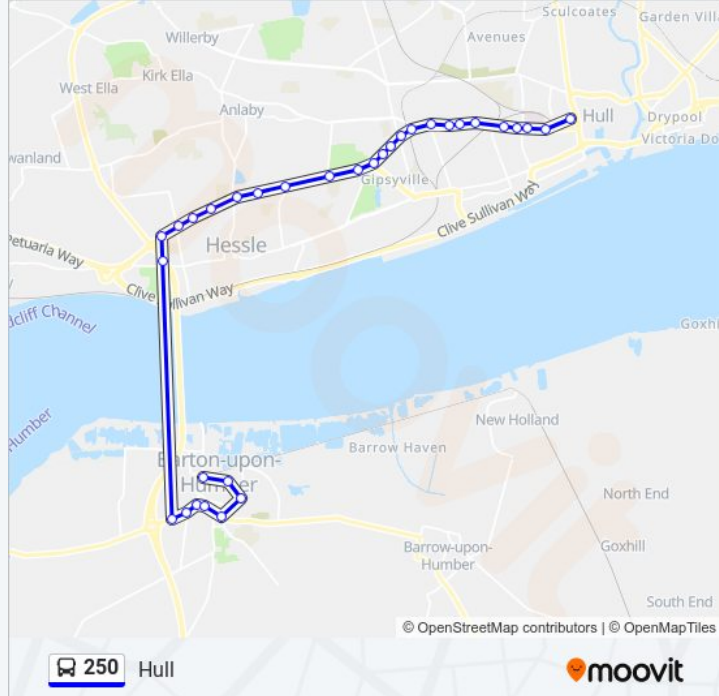 Sculcoates
Garden Villa
Willerby
Avenues
Kirk Ella
West Ella
Anlaby
Hull
Drypool
wanland
Victoria Do
Gipsyville
Clive Sullivan Way
Petuaria Way
Hessle
Clive Sullivan Way
dcliff Channel
Goxhi
Humber
New Holland
Barrow Haven
Barton-upon-
Humber
North End
Barrow-upon-
Humber
Goxhill
South End
© OpenStreetMap contributors | © OpenMapTiles
250 Hull
moovit